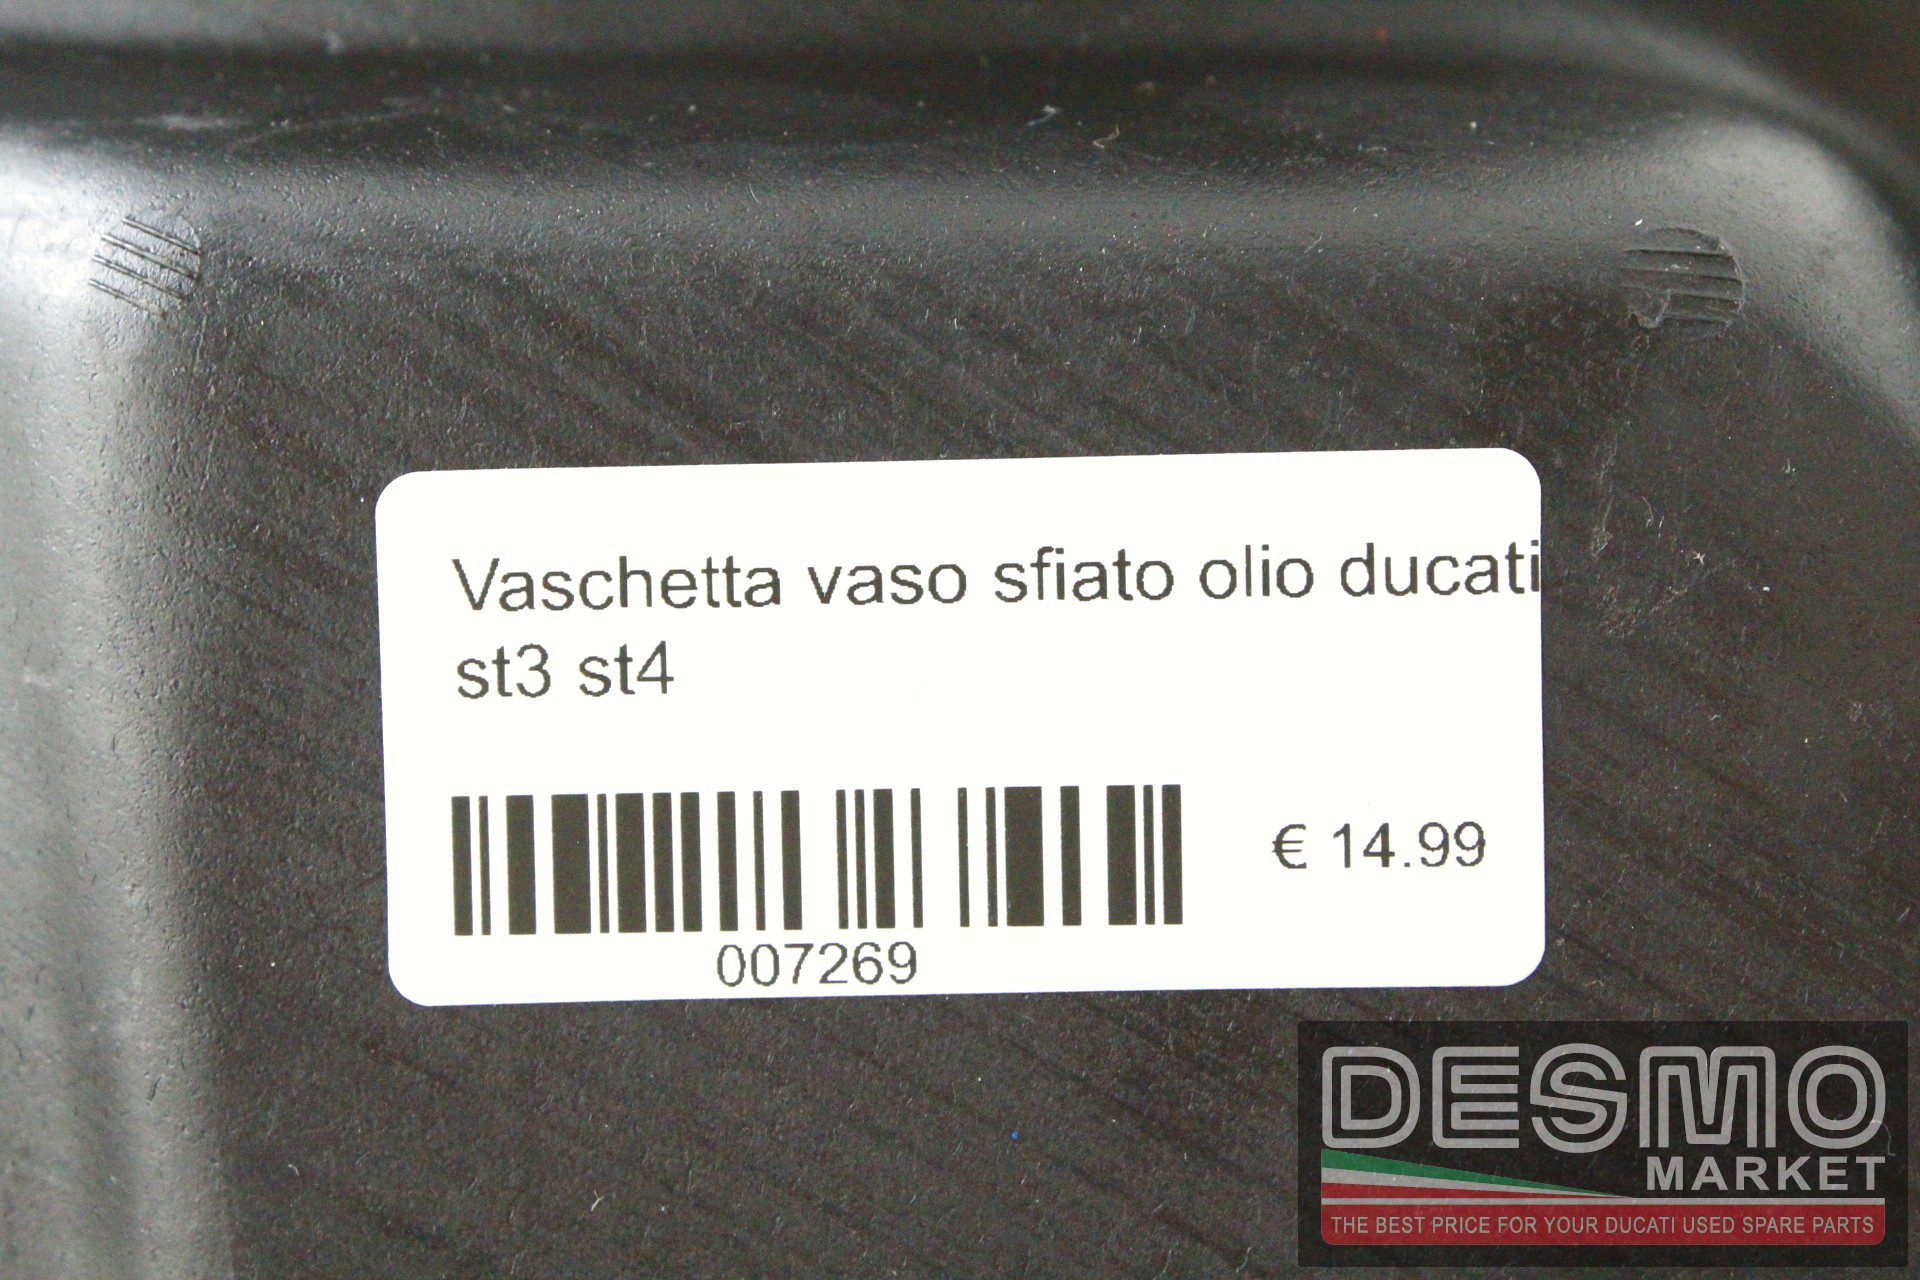 Vaschetta vaso sfiato olio ducati
st3 st4
€ 14.99
007269
DESMO
MARKET
THE BEST PRICE FOR YOUR DUCATI USED SPARE PARTS